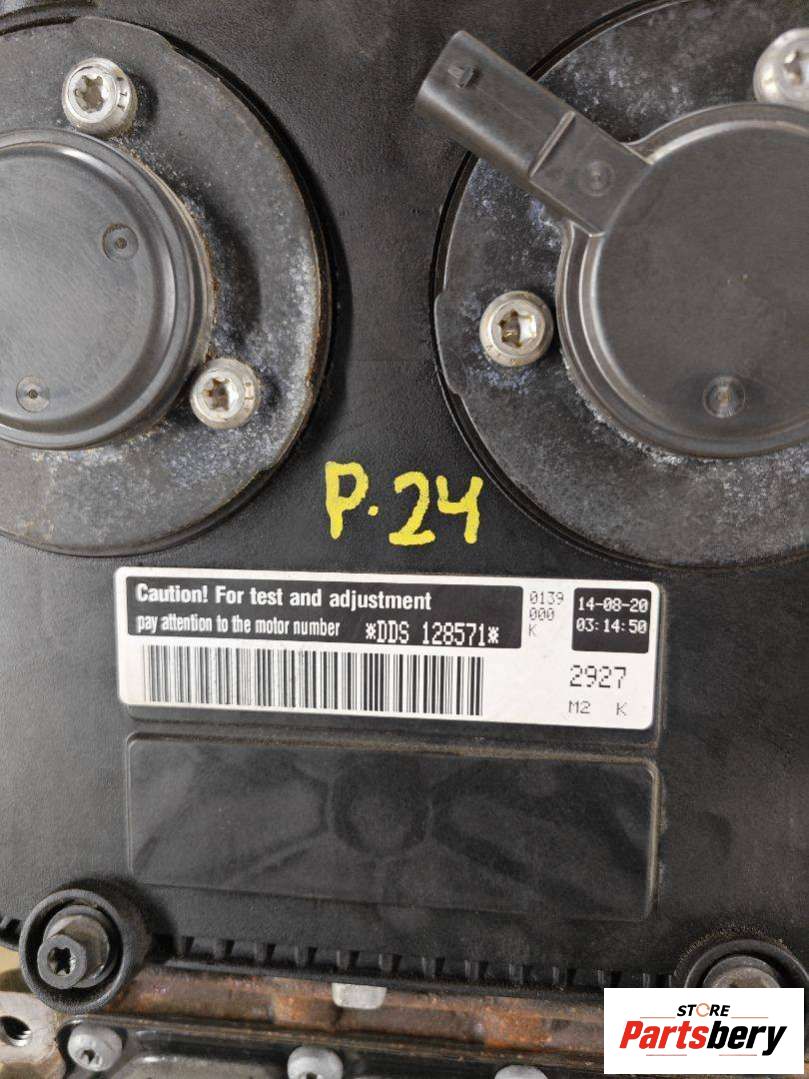 P.24
Caution! For test and adjustment
pay attention to the motor number *DDS 128571*
0139
000
K
14-08-20
03:14:50
2927
M2 K
STORE
Partsbery